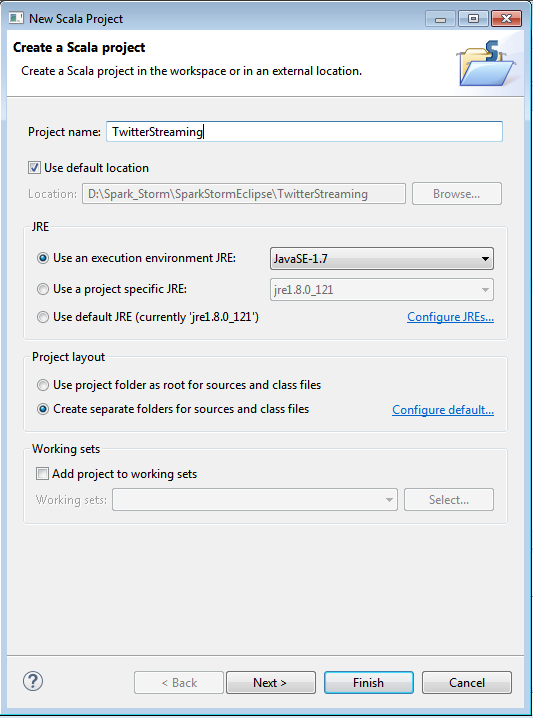 New Scala Project
Create a Scala project
Create a Scala project in the workspace or in an external location.
S
Project name: TwitterStreaming
Use default location
Location: D:\Spark_Storm\SparkStormEclipse\TwitterStreaming Browse...
JRE
Use an execution environment JRE: JavaSE-1.7
Use a project specific JRE: jre1.8.0_121
Use default JRE (currently 'jre1.8.0_121') Configure JREs...
Project layout
Use project folder as root for sources and class files
Create separate folders for sources and class files Configure default...
Working sets
Add project to working sets
Working sets: Select...
? < Back Next > Finish Cancel